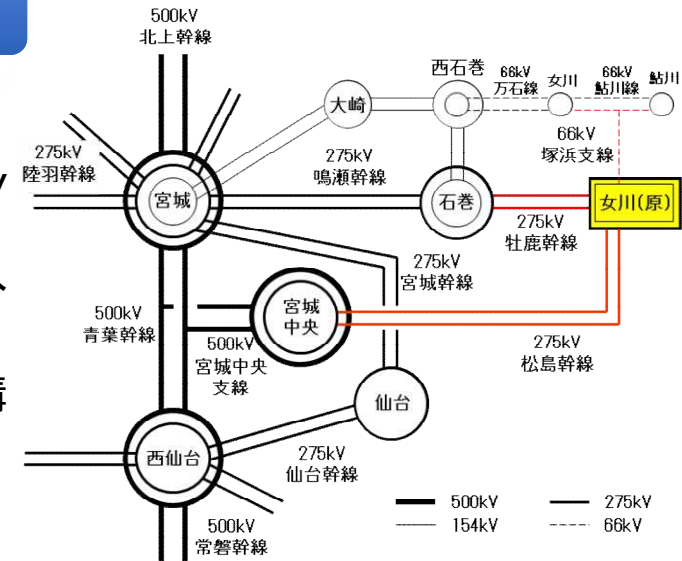 500kV
北上幹線
275kV
陸羽幹線
宮城
大崎
西石巻
66kV
万石線
女川
66kV
鮎川線
鮎川
66kV
塚浜支線
275kV
鳴瀬幹線
石巻
女川(原)
275kV
牡鹿幹線
275kV
宮城幹線
500kV
青葉幹線
宮城
中央
500kV
宮城中央
支線
275kV
松島幹線
仙台
西仙台
275kV
仙台幹線
500kV
常磐幹線
500kV
275kV
154kV
66kV